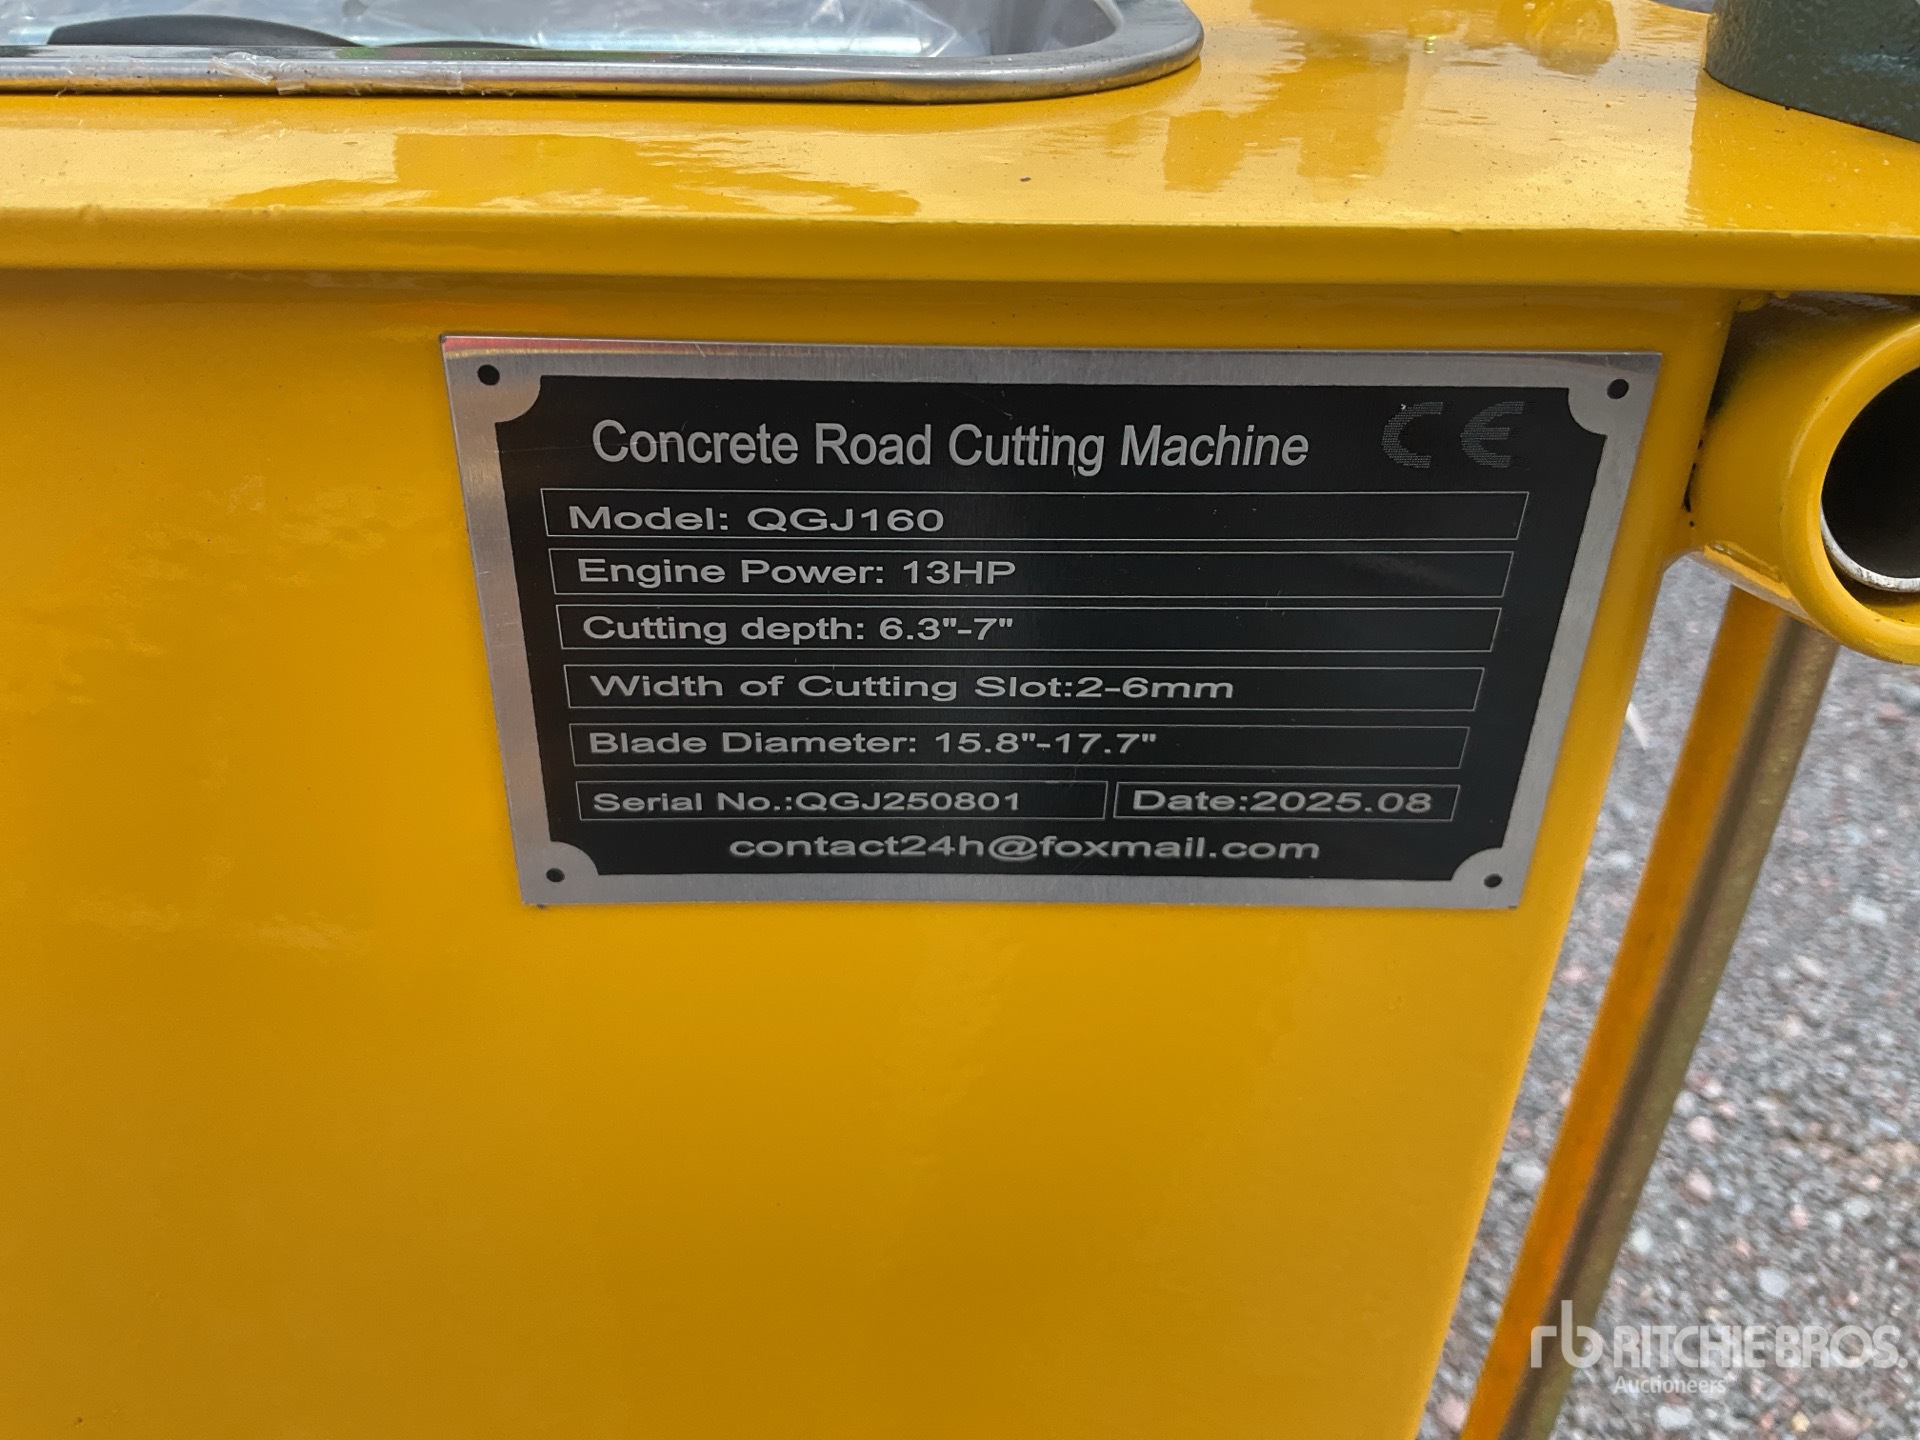 Concrete Road Cutting Machine CE
Model: QGJ160
Engine Power: 13HP
Cutting depth: 6.3"-7"
Width of Cutting Slot:2-6mm
Blade Diameter: 15.8"-17.7"
Serial No.:QGJ250801 Date:2025.08
contact24h@foxmail.com
rb RITCHIE BROS.
Auctioneers